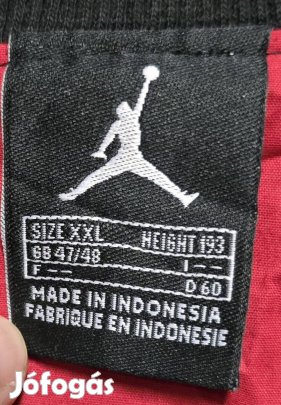 SIZE XXL HEIGHT 193
GB 47/48 I – –
F – – D 60
MADE IN INDONESIA
FABRIQUE EN INDONESIE
Jófogás